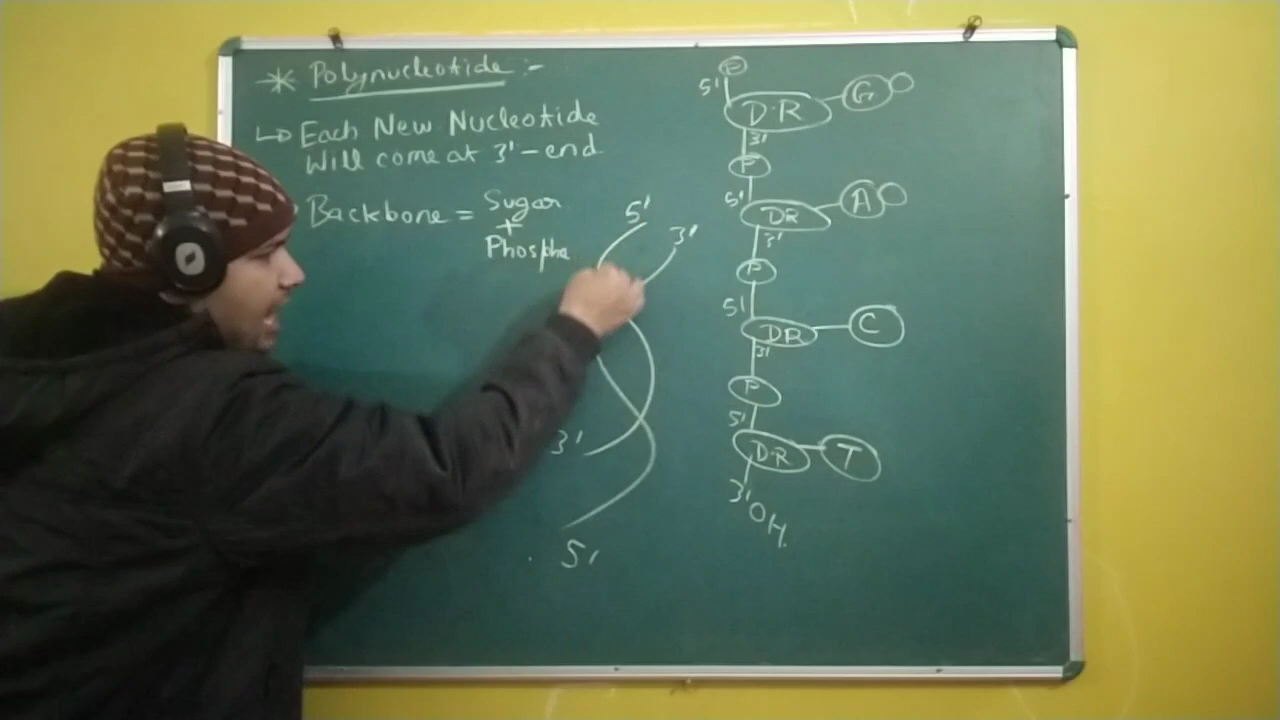 * Polynucleotide :-
↳ Each New Nucleotide
Will come at 3'-end
Backbone = Sugar
+
Phospha
5'
3'
3'
5'
P
5'
D.R G
3'
P
5'
DR A
3'
P
5'
DR C
3'
P
5'
D.R T
3'
OH